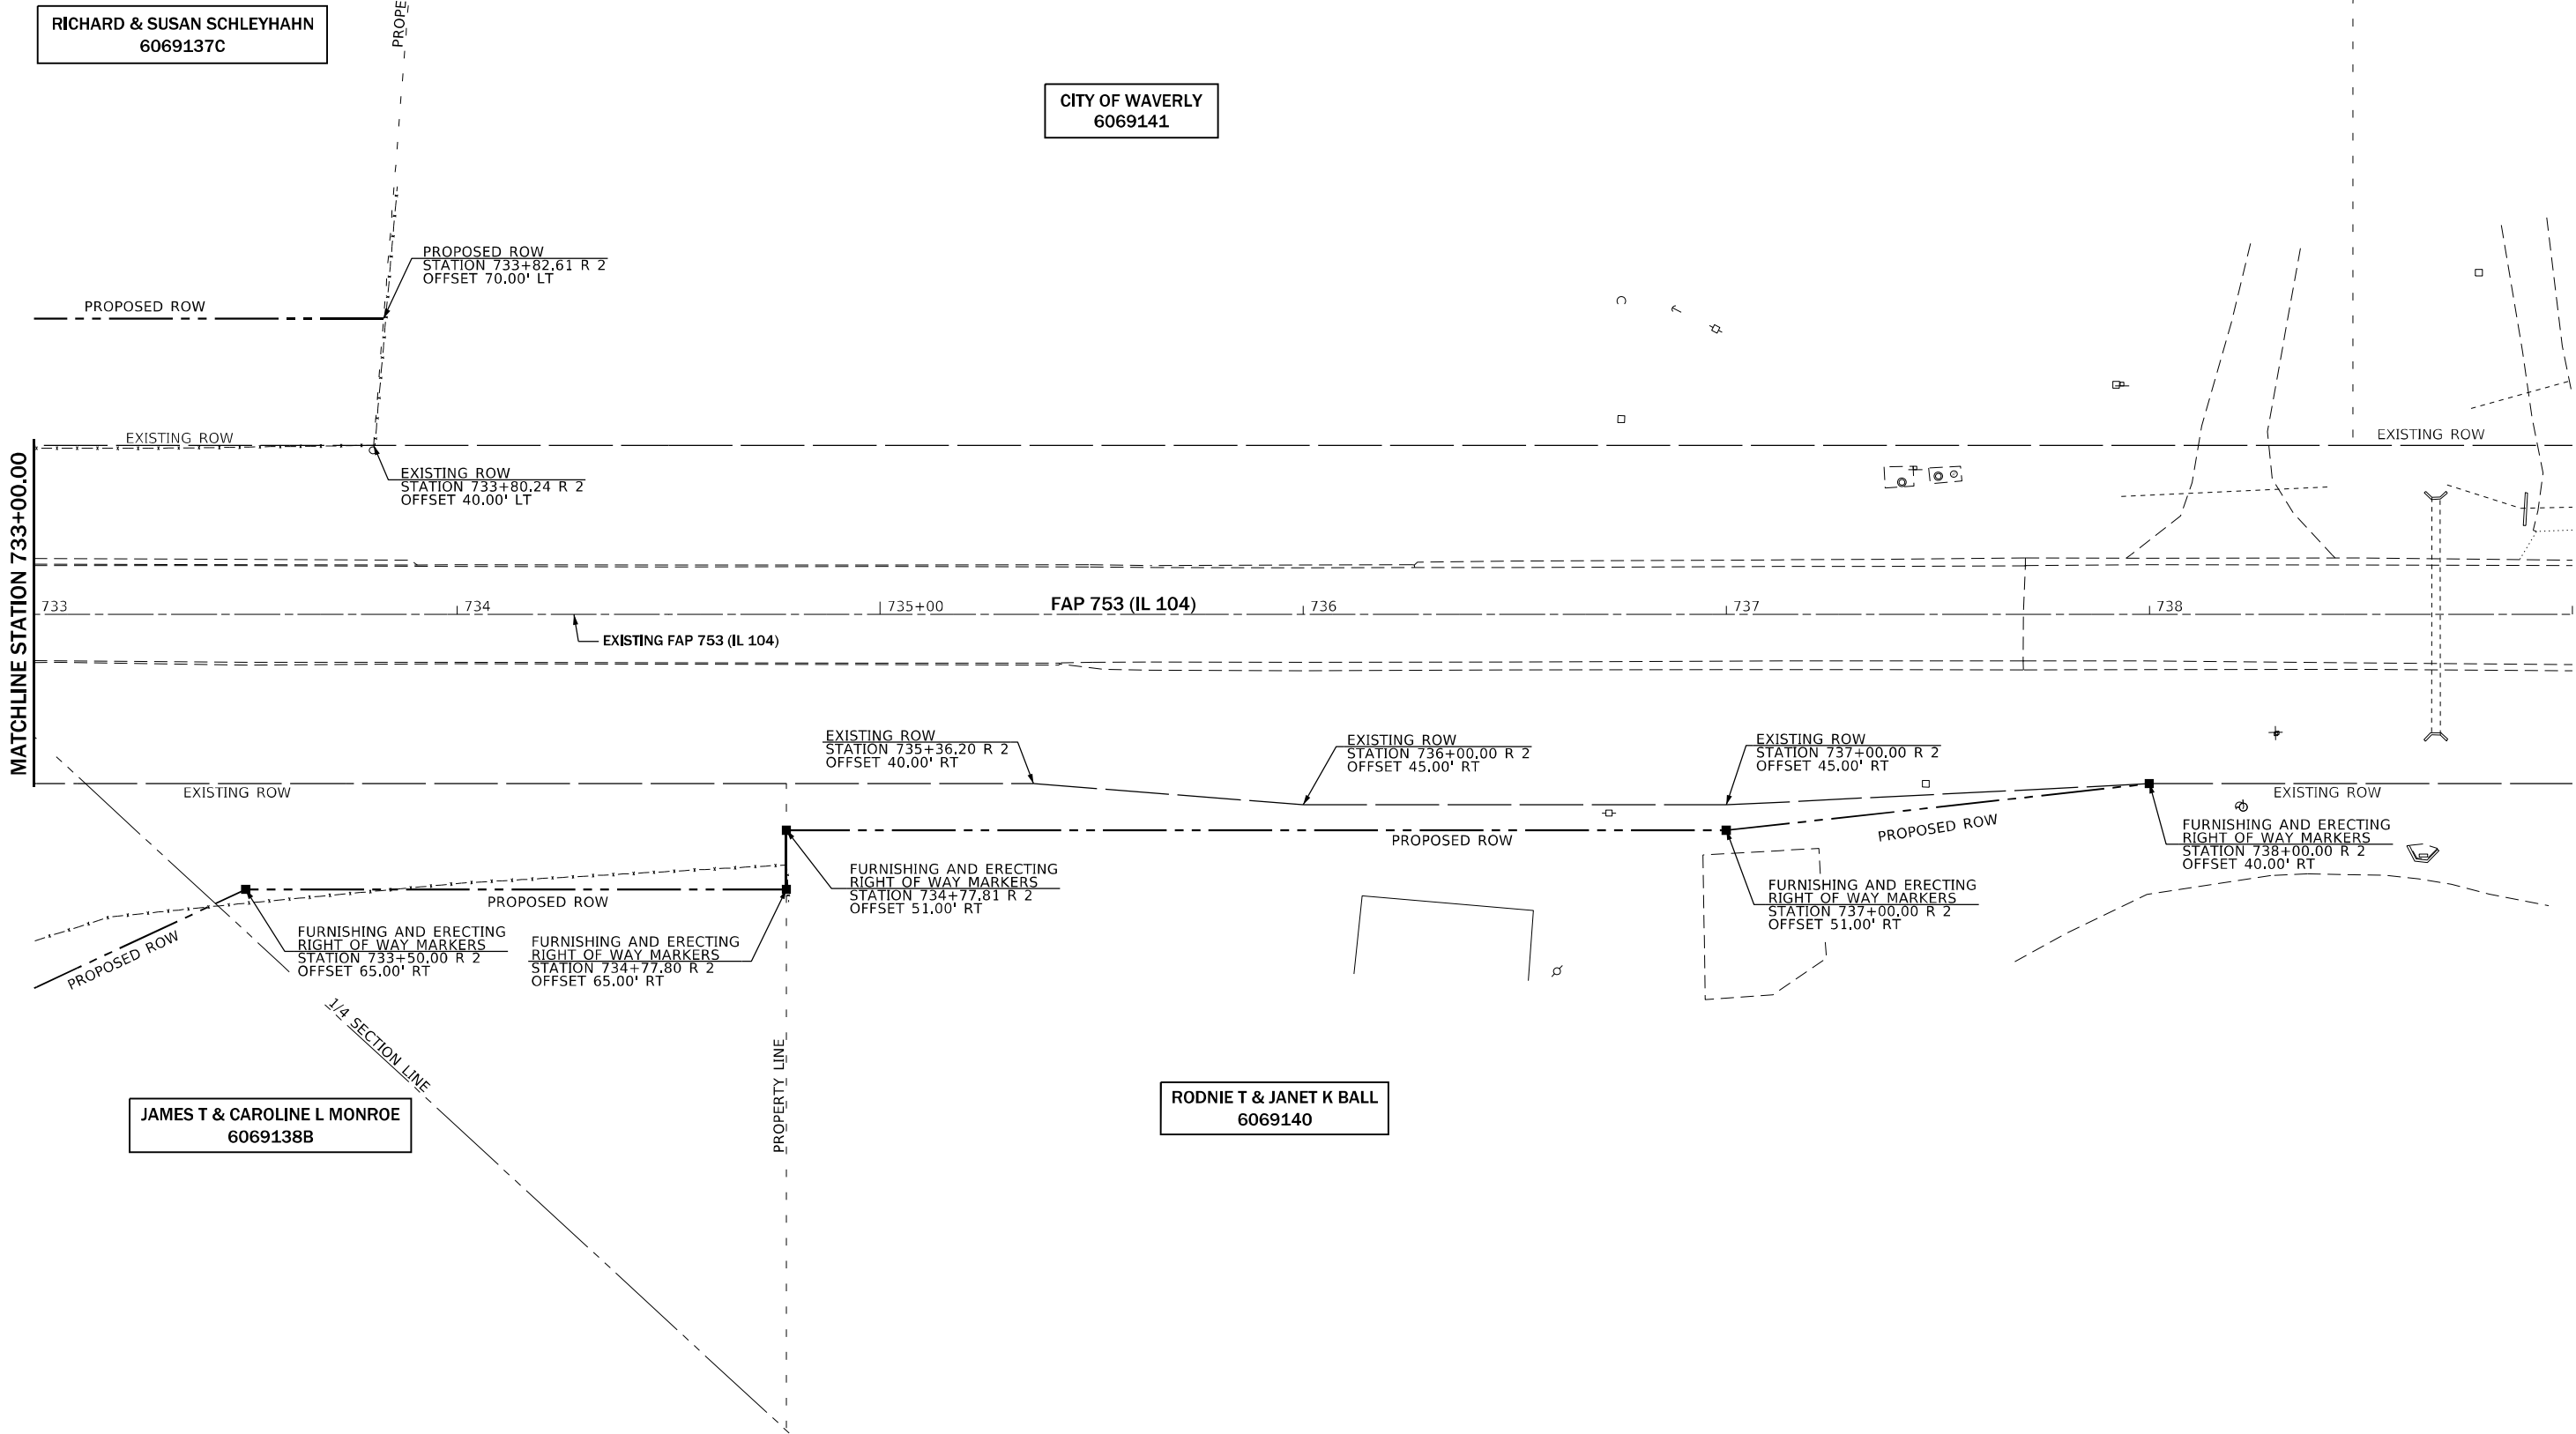 RICHARD & SUSAN SCHLEYHAHN
6069137C
PROPE
CITY OF WAVERLY
6069141
PROPOSED ROW
STATION 733+82.61 R 2
OFFSET 70.00' LT
PROPOSED ROW
EXISTING ROW
EXISTING ROW
EXISTING ROW
STATION 733+80.24 R 2
OFFSET 40.00' LT
MATCHLINE STATION 733+00.00
733
734
735+00
FAP 753 (IL 104)
736
737
738
EXISTING FAP 753 (IL 104)
EXISTING ROW
STATION 735+36.20 R 2
OFFSET 40.00' RT
EXISTING ROW
STATION 736+00.00 R 2
OFFSET 45.00' RT
EXISTING ROW
STATION 737+00.00 R 2
OFFSET 45.00' RT
EXISTING ROW
EXISTING ROW
PROPOSED ROW
PROPOSED ROW
FURNISHING AND ERECTING
RIGHT OF WAY MARKERS
STATION 738+00.00 R 2
OFFSET 40.00' RT
FURNISHING AND ERECTING
RIGHT OF WAY MARKERS
STATION 734+77.81 R 2
OFFSET 51.00' RT
FURNISHING AND ERECTING
RIGHT OF WAY MARKERS
STATION 737+00.00 R 2
OFFSET 51.00' RT
PROPOSED ROW
PROPOSED ROW
FURNISHING AND ERECTING
RIGHT OF WAY MARKERS
STATION 733+50.00 R 2
OFFSET 65.00' RT
FURNISHING AND ERECTING
RIGHT OF WAY MARKERS
STATION 734+77.80 R 2
OFFSET 65.00' RT
1/4 SECTION LINE
PROPERTY LINE
JAMES T & CAROLINE L MONROE
6069138B
RODNIE T & JANET K BALL
6069140